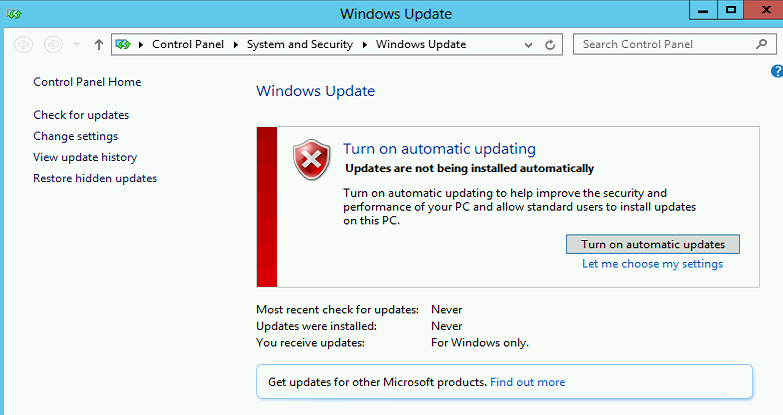 Windows Update
Control Panel System and Security Windows Update
Search Control Panel
Control Panel Home
Check for updates
Change settings
View update history
Restore hidden updates
Windows Update
Turn on automatic updating
Updates are not being installed automatically
Turn on automatic updating to help improve the security and
performance of your PC and allow standard users to install updates
on this PC.
Turn on automatic updates
Let me choose my settings
Most recent check for updates: Never
Updates were installed: Never
You receive updates: For Windows only.
Get updates for other Microsoft products. Find out more